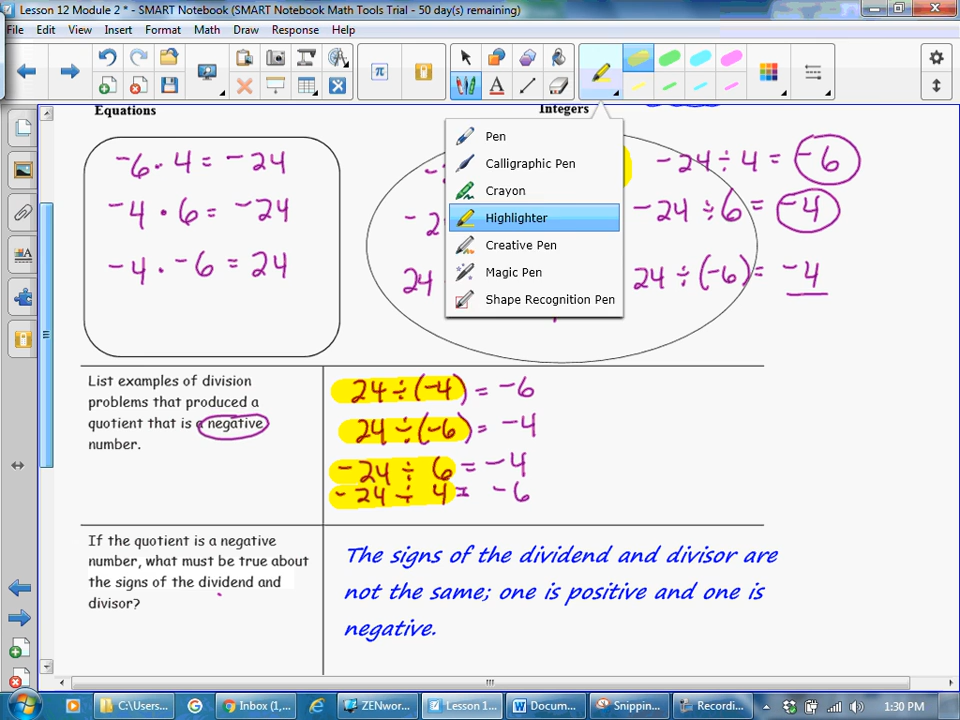 Lesson 12 Module 2 * - SMART Notebook (SMART Notebook Math Tools Trial - 50 day(s) remaining)
File Edit View Insert Format Math Draw Response Help
Equations
Integers
-6 · 4 = -24
-4 · 6 = -24
-4 · -6 = 24
-24 ÷ 4 = -6
-24 ÷ 6 = -4
24 ÷ (-6) = -4
-2
24
Pen
Calligraphic Pen
Crayon
Highlighter
Creative Pen
Magic Pen
Shape Recognition Pen
List examples of division
problems that produced a
quotient that is a negative
number.
24 ÷ (-4) = -6
24 ÷ (-6) = -4
-24 ÷ 6 = -4
-24 ÷ 4 = -6
If the quotient is a negative
number, what must be true about
the signs of the dividend and
divisor?
The signs of the dividend and divisor are
not the same; one is positive and one is
negative.
C:\Users... Inbox (1,... ZENwor... Lesson 1... Docum... Snippin... Recordi... 1:30 PM